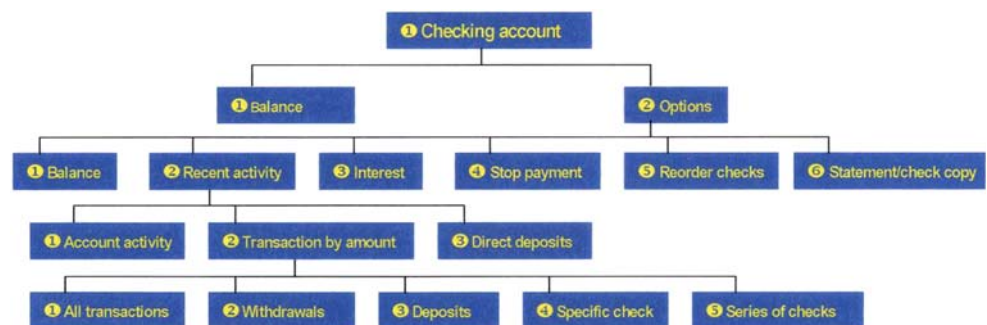 ❶ Checking account
❶ Balance
❷ Options
❶ Balance
❷ Recent activity
❸ Interest
❹ Stop payment
❺ Reorder checks
❻ Statement/check copy
❶ Account activity
❷ Transaction by amount
❸ Direct deposits
❶ All transactions
❷ Withdrawals
❸ Deposits
❹ Specific check
❺ Series of checks